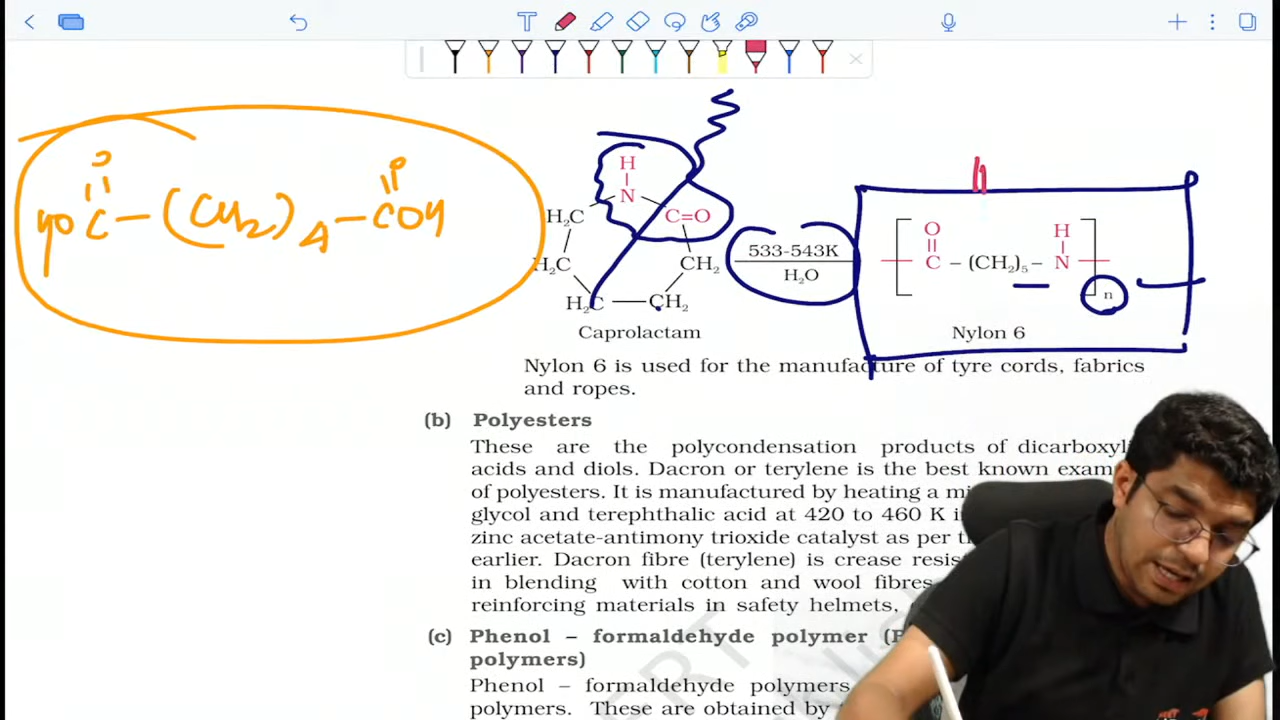 HO C – (CH2)4 – COH
O
O
H
N
H2C
C=O
H2C
CH2
H2C
CH2
Caprolactam
533-543K
H2O
O
C – (CH2)5 – N
H
n
Nylon 6
Nylon 6 is used for the manufacture of tyre cords, fabrics
and ropes.
(b) Polyesters
These are the polycondensation products of dicarboxyli
acids and diols. Dacron or terylene is the best known exam
of polyesters. It is manufactured by heating a mi
glycol and terephthalic acid at 420 to 460 K i
zinc acetate-antimony trioxide catalyst as per t
earlier. Dacron fibre (terylene) is crease resis
in blending with cotton and wool fibres
reinforcing materials in safety helmets,
(c) Phenol – formaldehyde polymer (
polymers)
Phenol – formaldehyde polymers
polymers. These are obtained by